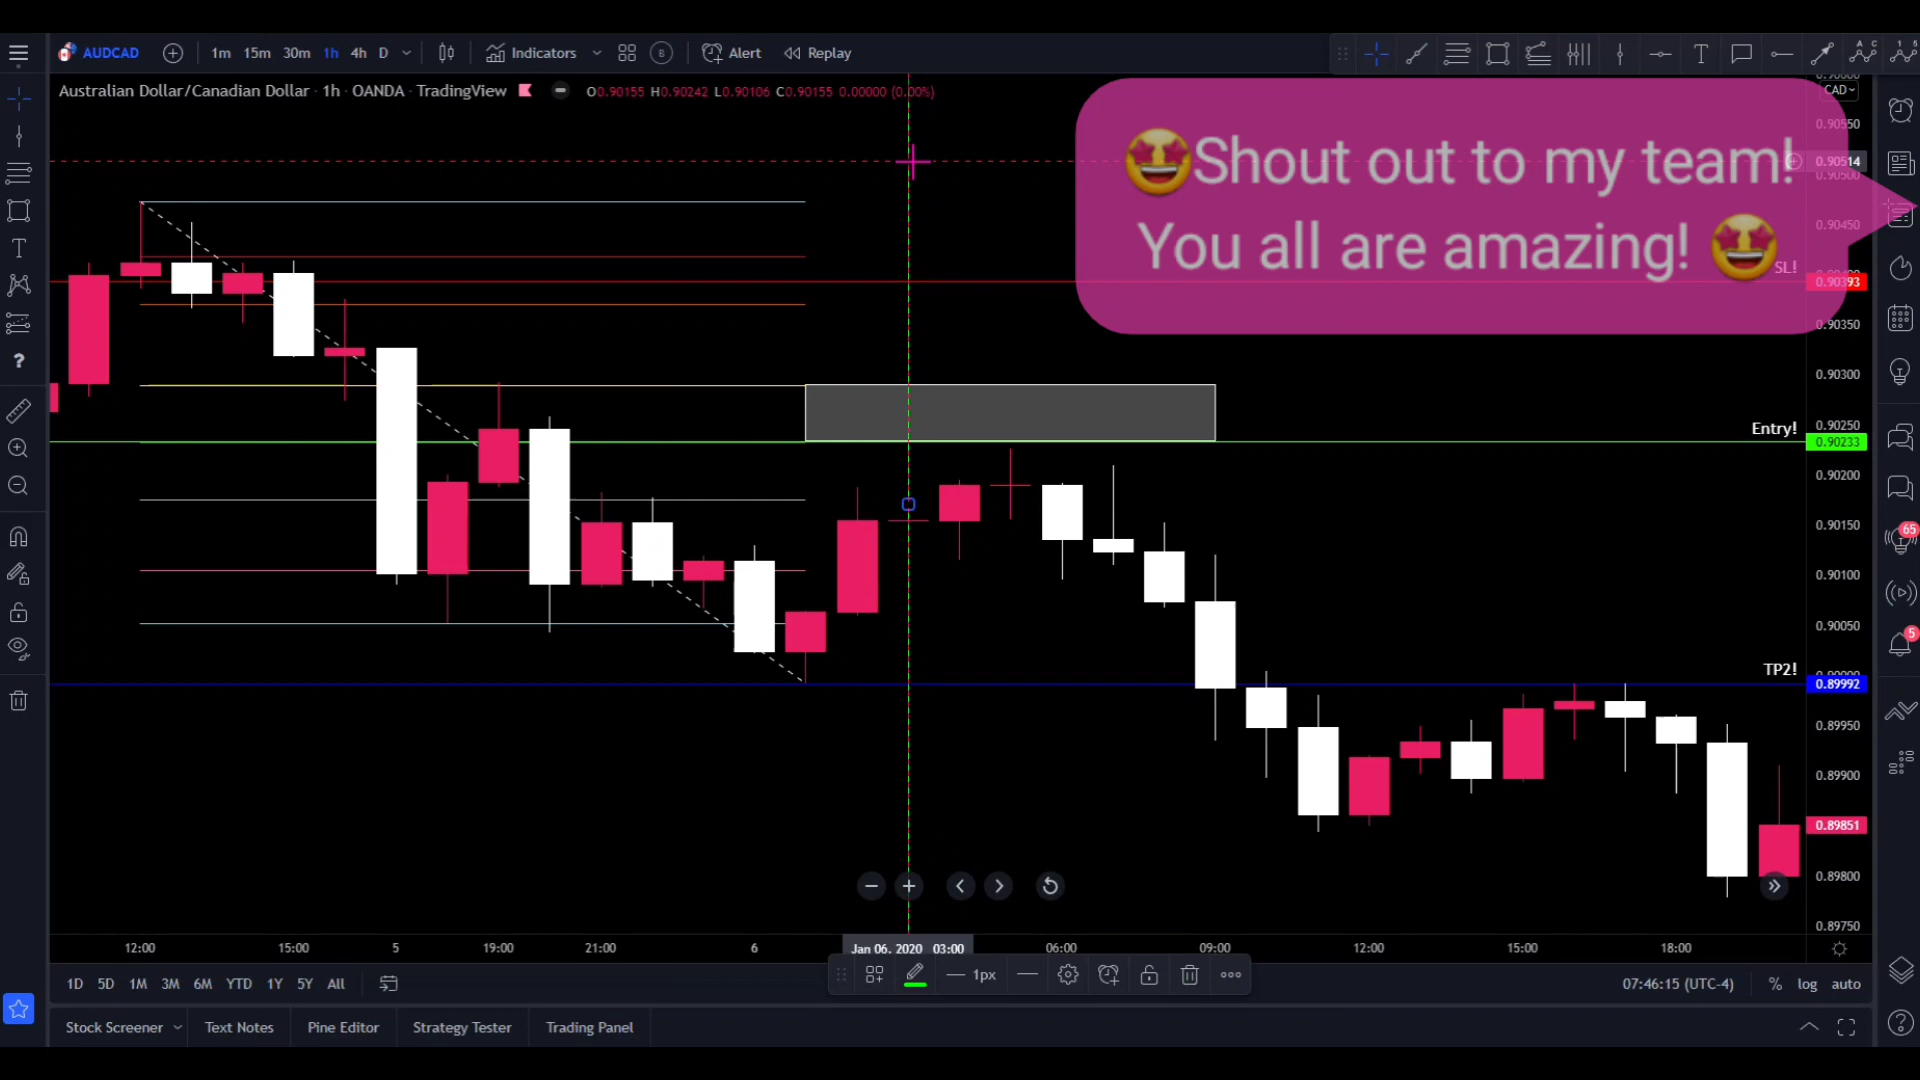 AUDCAD 1m 15m 30m 1h 4h D Indicators B Alert Replay T
Australian Dollar/Canadian Dollar · 1h · OANDA · TradingView O0.90155 H0.90242 L0.90106 C0.90155 0.00000 (0.00%)
CAD
🤩Shout out to my team!
You all are amazing! 🤩
0.90550
0.90500
0.90450
SL!
0.90350
0.90300
Entry!
0.90250
0.90233
0.90200
0.90150
0.90100
0.90050
TP2!
0.89992
0.89950
0.89900
0.89851
0.89800
0.89750
65
5
12:00 15:00 5 19:00 21:00 6 Jan 06, 2020 03:00 06:00 09:00 12:00 15:00 18:00
1px
1D 5D 1M 3M 6M YTD 1Y 5Y All 07:46:15 (UTC-4) % log auto
Stock Screener Text Notes Pine Editor Strategy Tester Trading Panel